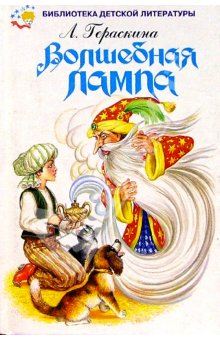 БИБЛИОТЕКА ДЕТСКОЙ ЛИТЕРАТУРЫ
Л. Гераскина
Волшебная
лампа